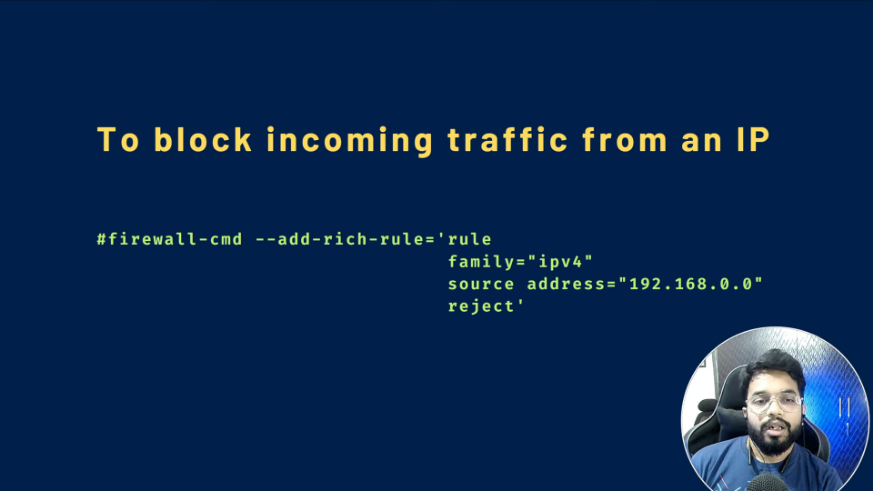 To block incoming traffic from an IP
#firewall-cmd --add-rich-rule='rule
family="ipv4"
source address="192.168.0.0"
reject'